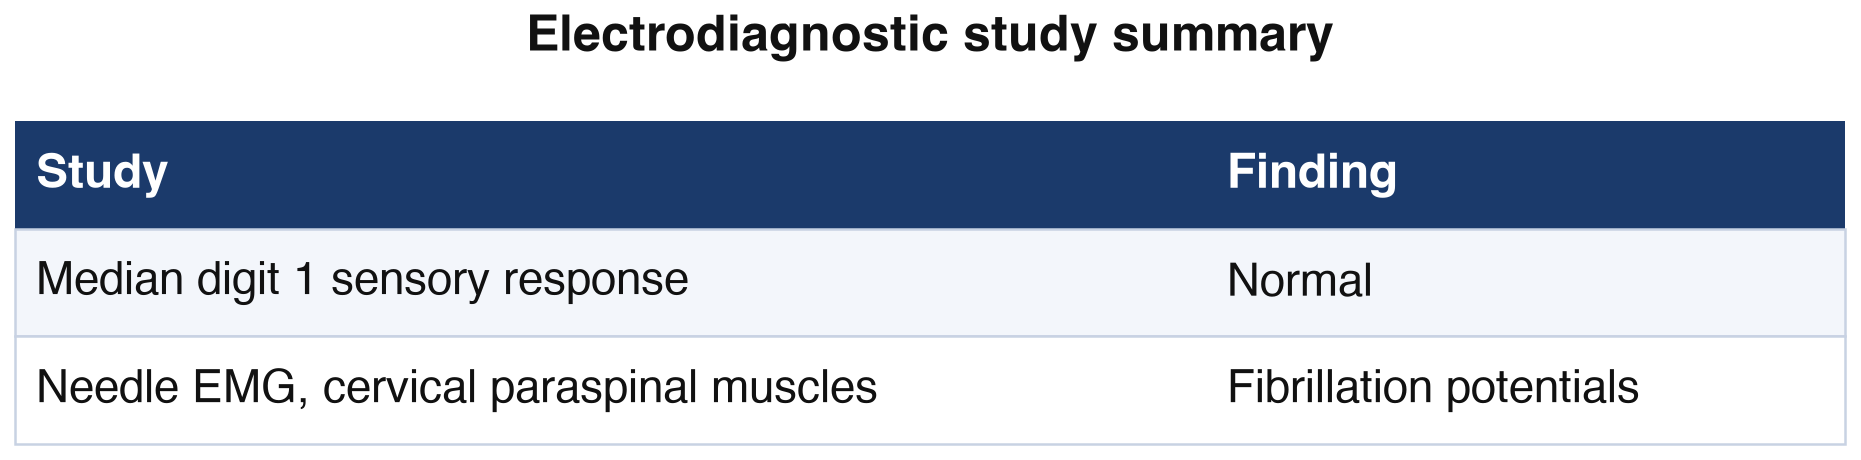 Electrodiagnostic study summary
Study Finding
Median digit 1 sensory response Normal
Needle EMG, cervical paraspinal muscles Fibrillation potentials